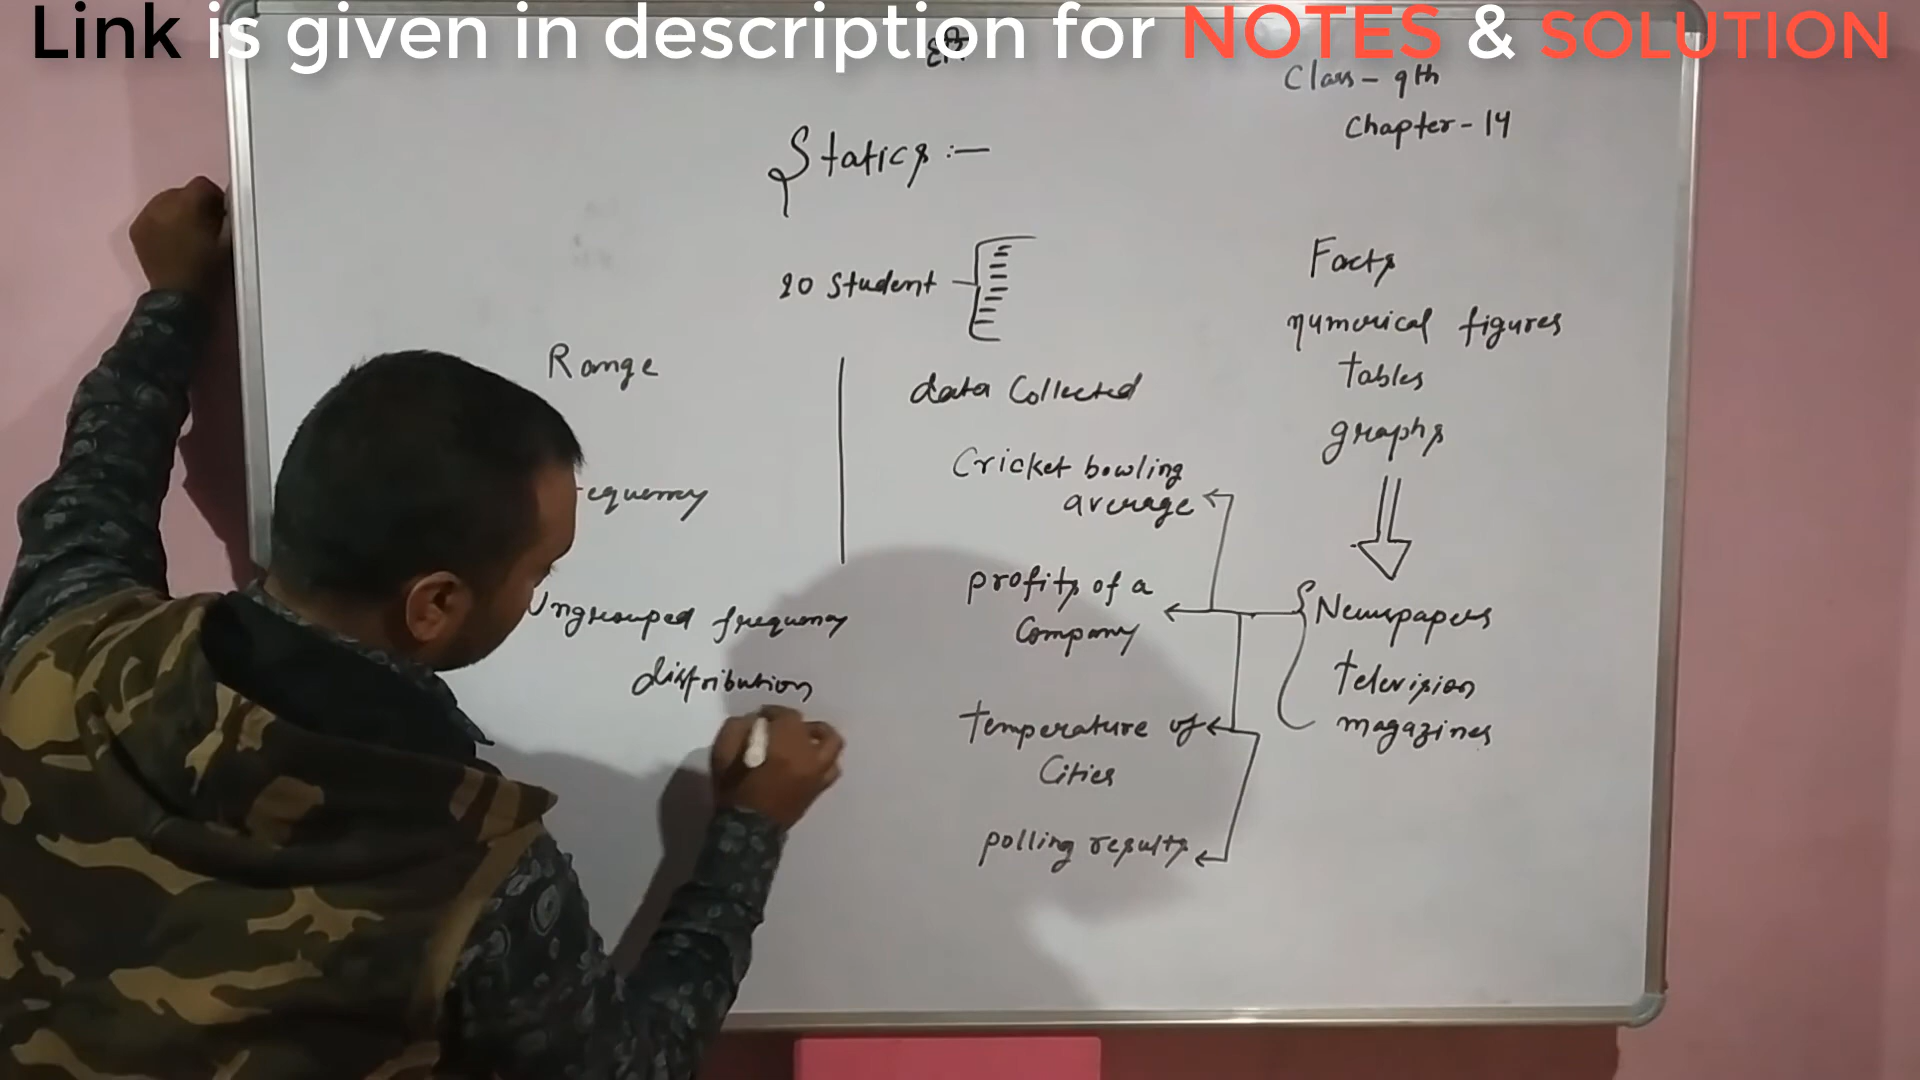 Link is given in description for NOTES & SOLUTION
Class - 9th
Chapter - 14
Statics :-
20 Student
Range
Ungrouped frequency
distribution
data Collected
Cricket bowling
average
profits of a
Company
temperature of
Cities
polling results
Facts
numerical figures
tables
graphs
Newspapers
television
magazines